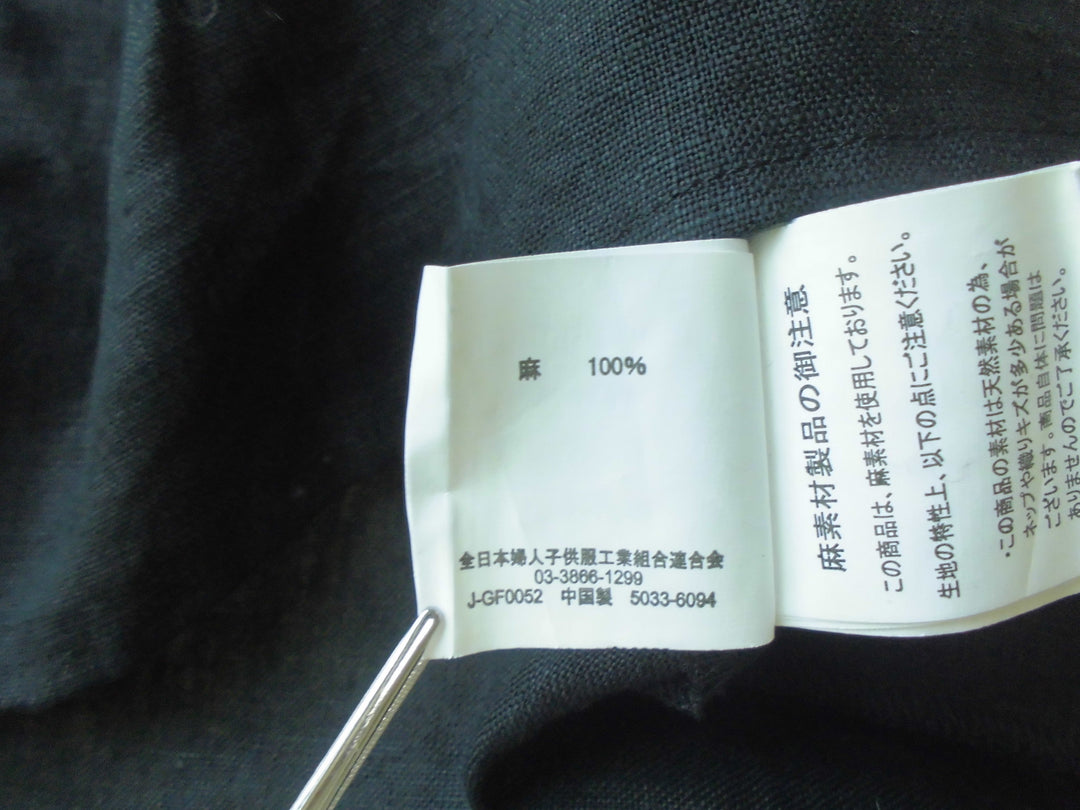 麻 100%
全日本婦人子供服工業組合連合会
03-3866-1299
J-GF0052 中国製 5033-6094
麻素材製品の御注意
この商品は、麻素材を使用しております。
生地の特性上、以下の点にご注意ください。
・この商品の素材は天然素材の為、
ネップや織りキズが多少ある場合が
ございます。商品自体に問題は
ありませんのでご了承ください。